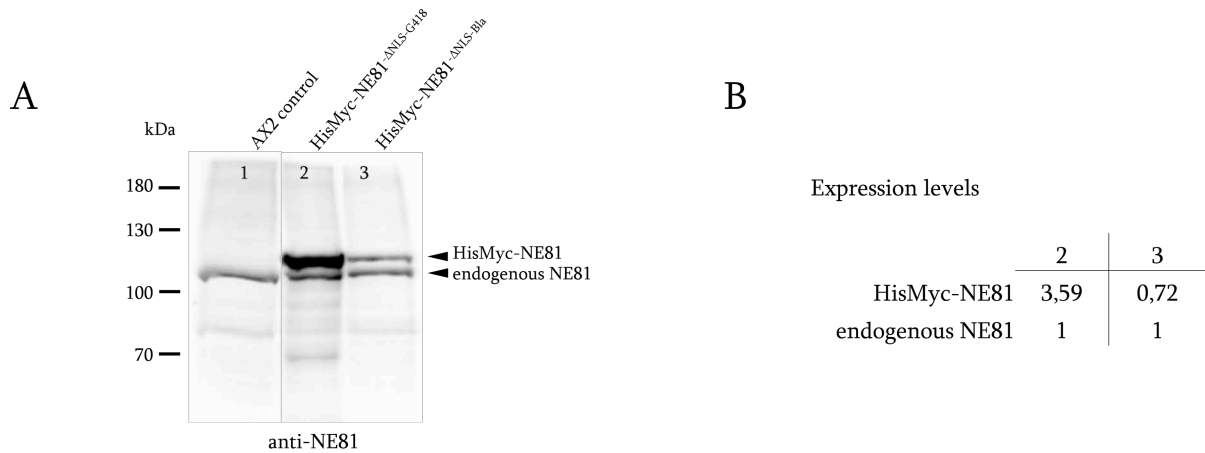 A
B
kDa
AX2 control
HisMyc-NE81-ΔNLS-G418
HisMyc-NE81-ΔNLS-Bla
1 2 3
180
130
100
70
HisMyc-NE81
endogenous NE81
anti-NE81
Expression levels
2 3
HisMyc-NE81 3,59 0,72
endogenous NE81 1 1